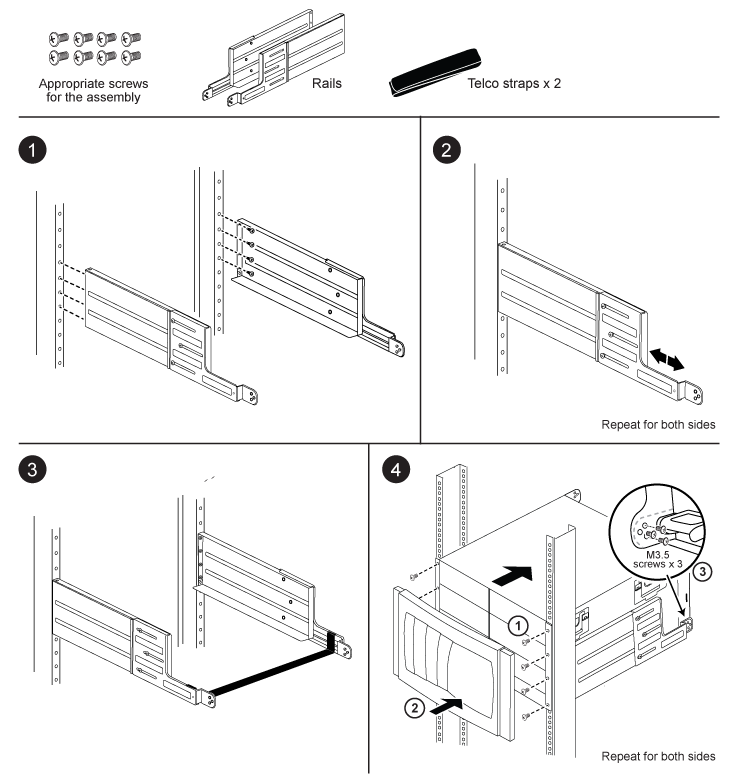 Appropriate screws
for the assembly
Rails
Telco straps x 2
1
2
Repeat for both sides
3
4
M3.5
screws x 3
3
1
2
Repeat for both sides